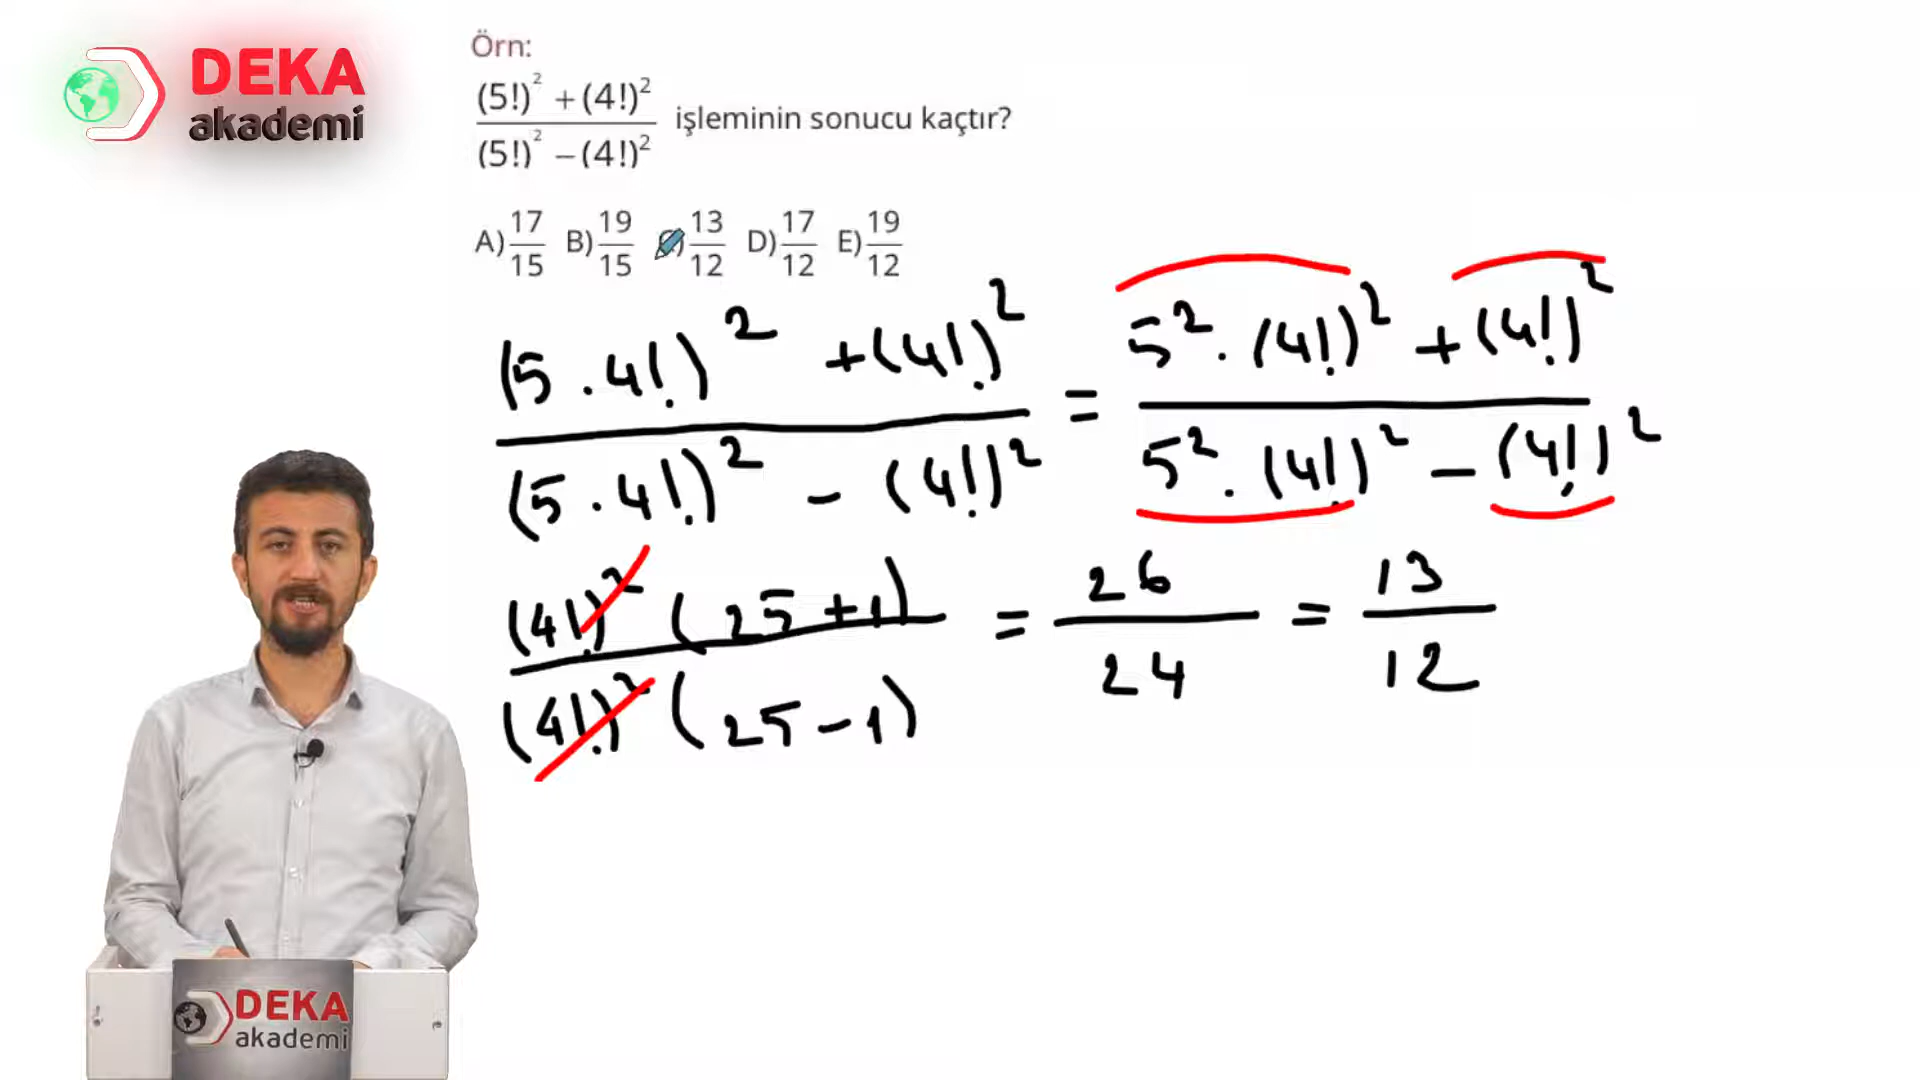 DEKA
akademi
Örn:
(5!)² + (4!)²
(5!)² − (4!)²
işleminin sonucu kaçtır?
A) 17/15 B) 19/15 C) 13/12 D) 17/12 E) 19/12
(5 . 4!)² + (4!)² = 5² . (4!)² + (4!)²
(5 . 4!)² − (4!)² 5² . (4!)² − (4!)²
(4!)² (25 + 1) = 26 = 13
(4!)² (25 − 1) 24 12
DEKA
akademi